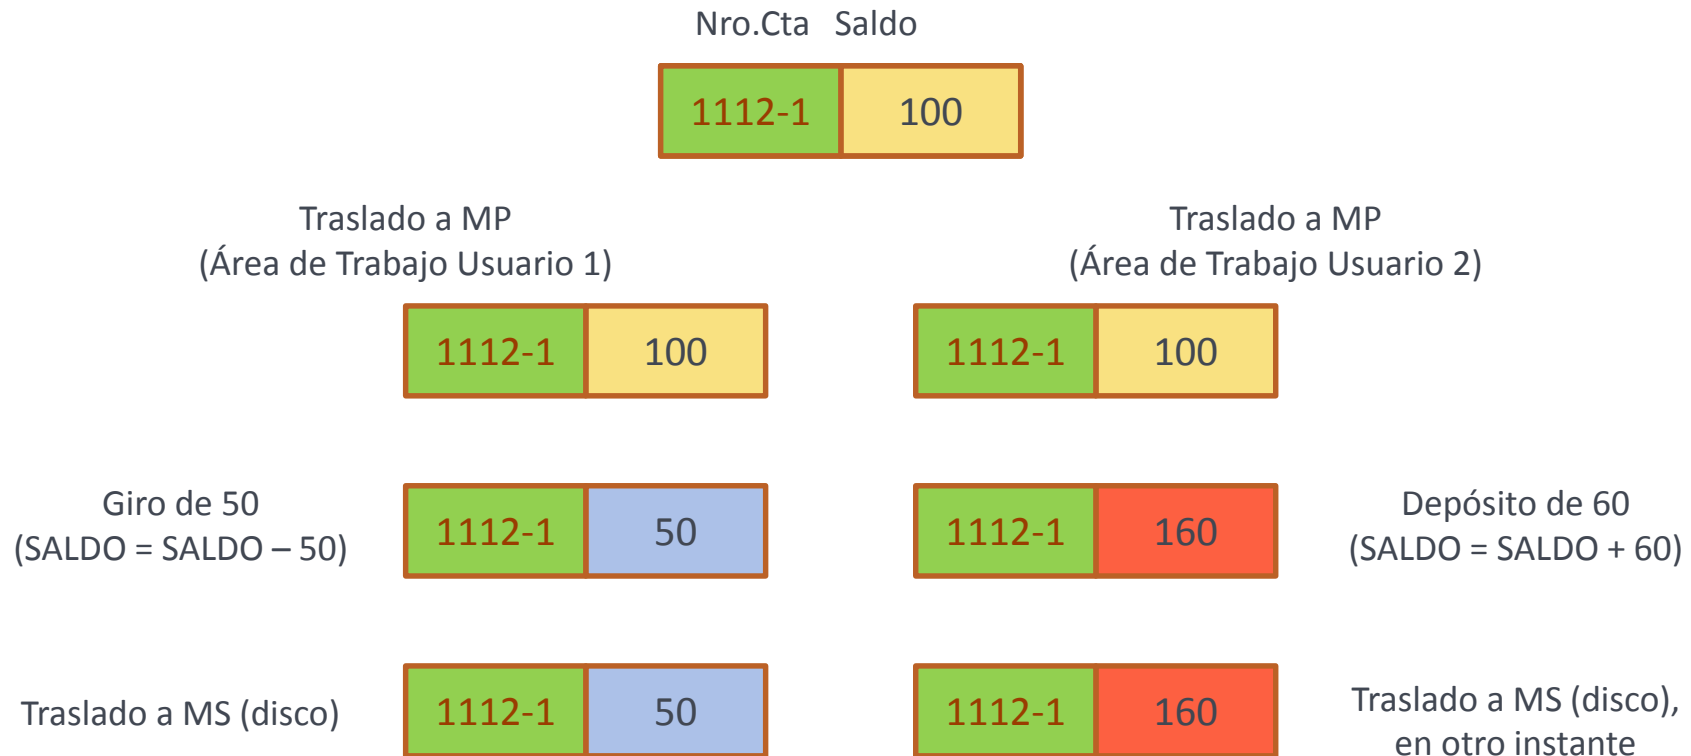 Nro.Cta Saldo
1112-1 100
Traslado a MP
(Área de Trabajo Usuario 1)
Traslado a MP
(Área de Trabajo Usuario 2)
1112-1 100
1112-1 100
Giro de 50
(SALDO = SALDO – 50)
1112-1 50
1112-1 160
Depósito de 60
(SALDO = SALDO + 60)
Traslado a MS (disco)
1112-1 50
1112-1 160
Traslado a MS (disco),
en otro instante